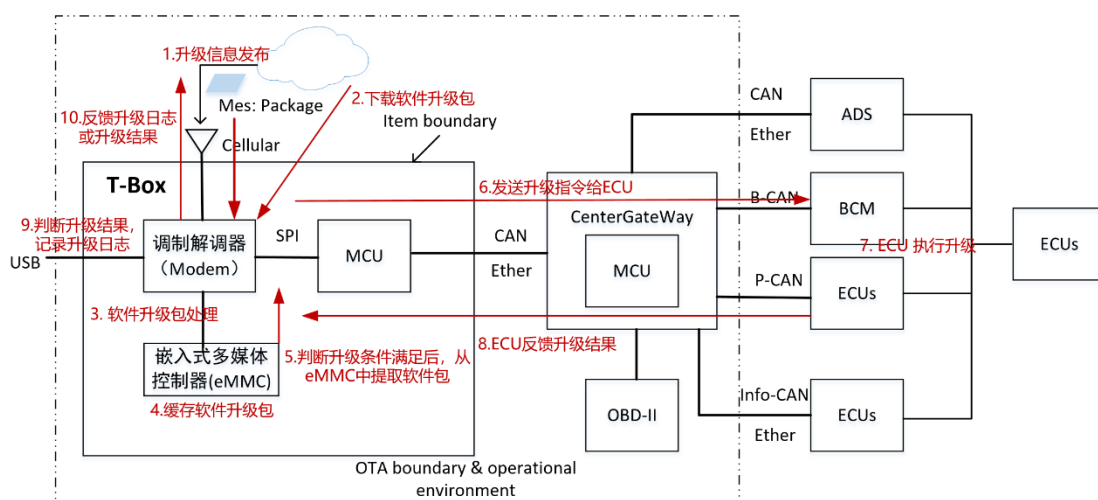 1.升级信息发布
Mes: Package
2.下载软件升级包
Item boundary
10.反馈升级日志
或升级结果
Cellular
T-Box
6.发送升级指令给ECU
9.判断升级结果,
记录升级日志
USB
调制解调器
（Modem）
SPI
MCU
CAN
Ether
CenterGateWay
MCU
CAN
Ether
ADS
B-CAN
BCM
7. ECU 执行升级
ECUs
P-CAN
ECUs
3. 软件升级包处理
8.ECU反馈升级结果
嵌入式多媒体
控制器(eMMC)
5.判断升级条件满足后，从
eMMC中提取软件包
4.缓存软件升级包
OBD-II
Info-CAN
Ether
ECUs
OTA boundary & operational
environment